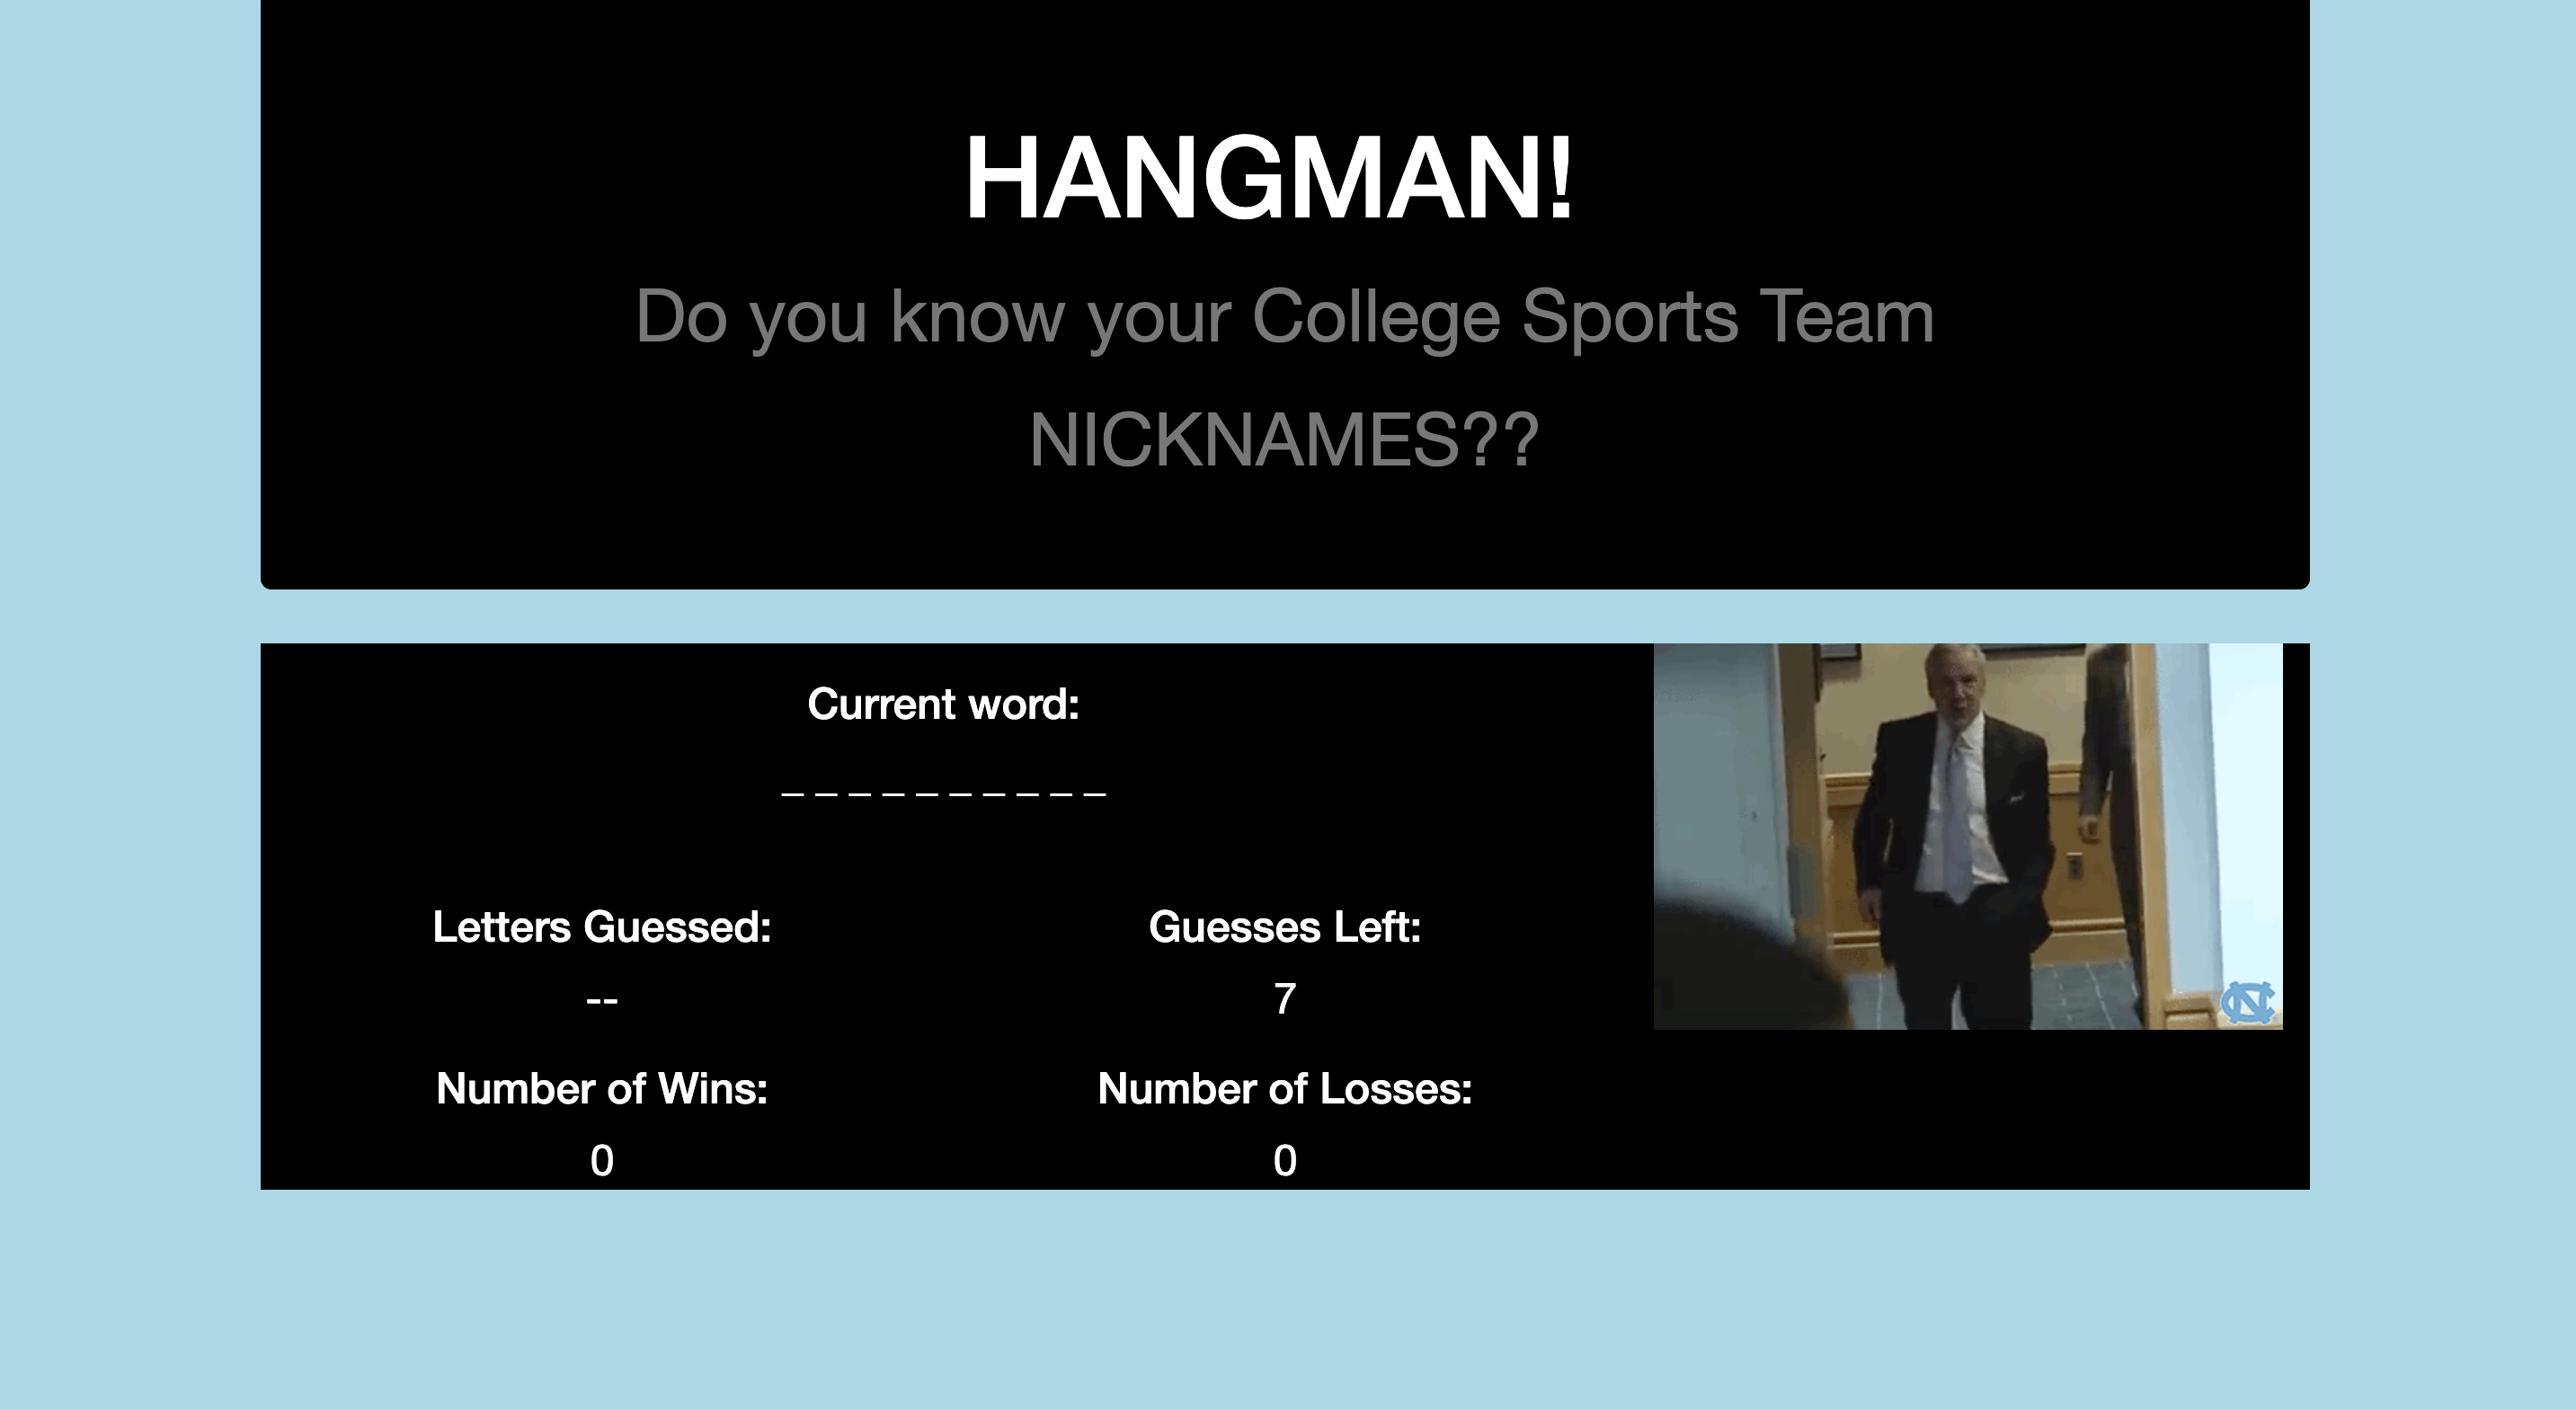 HANGMAN!
Do you know your College Sports Team
NICKNAMES??
Current word:
_ _ _ _ _ _ _ _ _ _
Letters Guessed:
--
Guesses Left:
7
Number of Wins:
0
Number of Losses:
0
NC